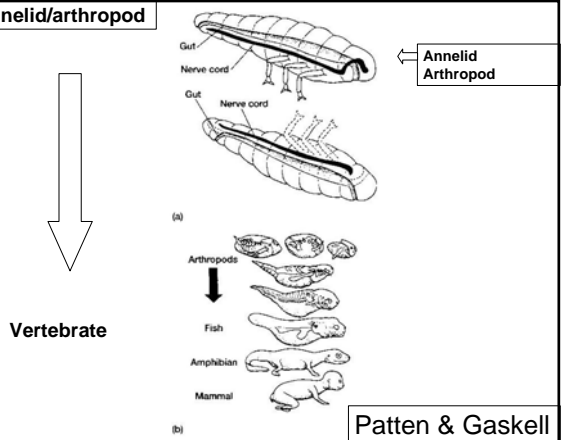 nelid/arthropod
Gut
Nerve cord
Annelid
Arthropod
Gut
Nerve cord
(a)
Arthropods
Fish
Vertebrate
Amphibian
Mammal
(b)
Patten & Gaskell